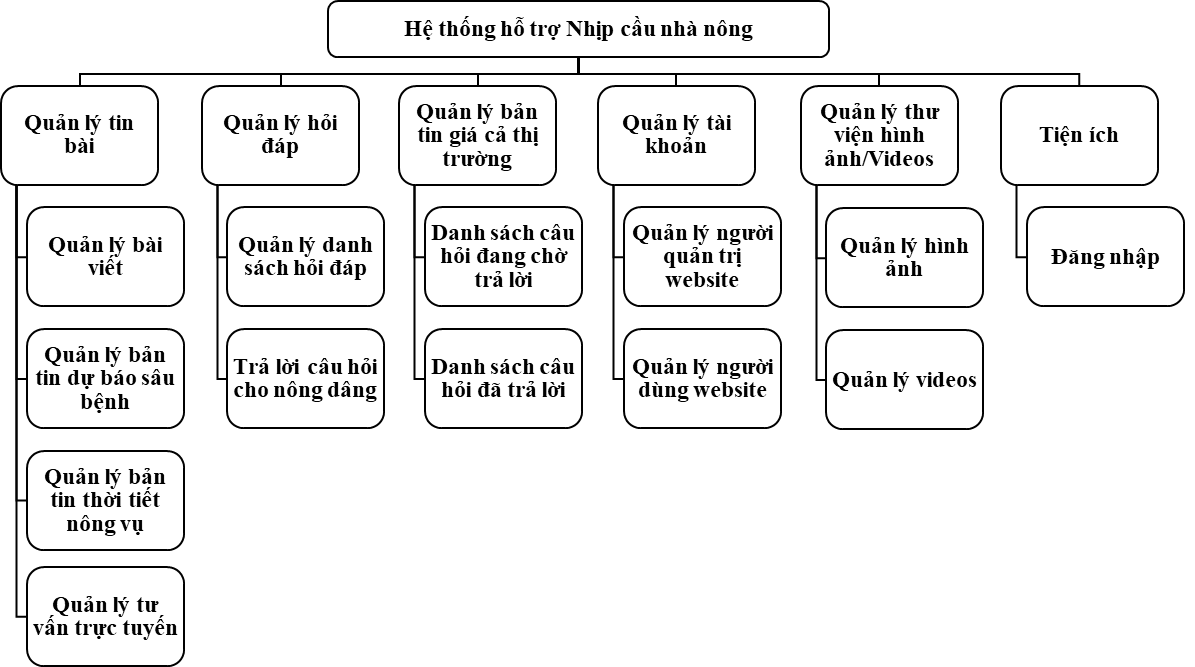 Hệ thống hỗ trợ Nhịp cầu nhà nông
Quản lý tin
bài
Quản lý hỏi
đáp
Quản lý bản
tin giá cả thị
trường
Quản lý tài
khoản
Quản lý thư
viện hình
ảnh/Videos
Tiện ích
Quản lý bài
viết
Quản lý danh
sách hỏi đáp
Danh sách câu
hỏi đang chờ
trả lời
Quản lý người
quản trị
website
Quản lý hình
ảnh
Đăng nhập
Quản lý bản
tin dự báo sâu
bệnh
Trả lời câu hỏi
cho nông dâng
Danh sách câu
hỏi đã trả lời
Quản lý người
dùng website
Quản lý videos
Quản lý bản
tin thời tiết
nông vụ
Quản lý tư
vấn trực tuyến